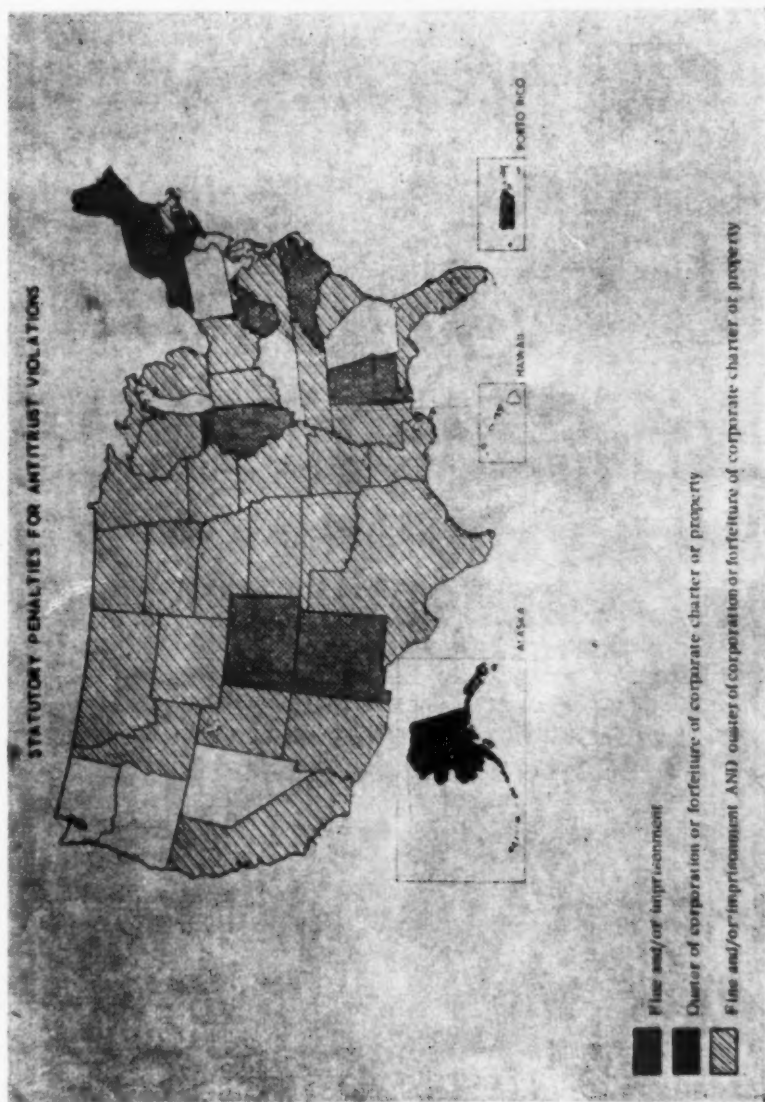 STATUTORY PENALTIES FOR ANTITRUST VIOLATIONS
ALASKA
HAWAII
PORTO RICO
Fine and/or imprisonment
Ouster of corporation or forfeiture of corporate charter or property
Fine and/or imprisonment AND ouster of corporation or forfeiture of corporate charter or property